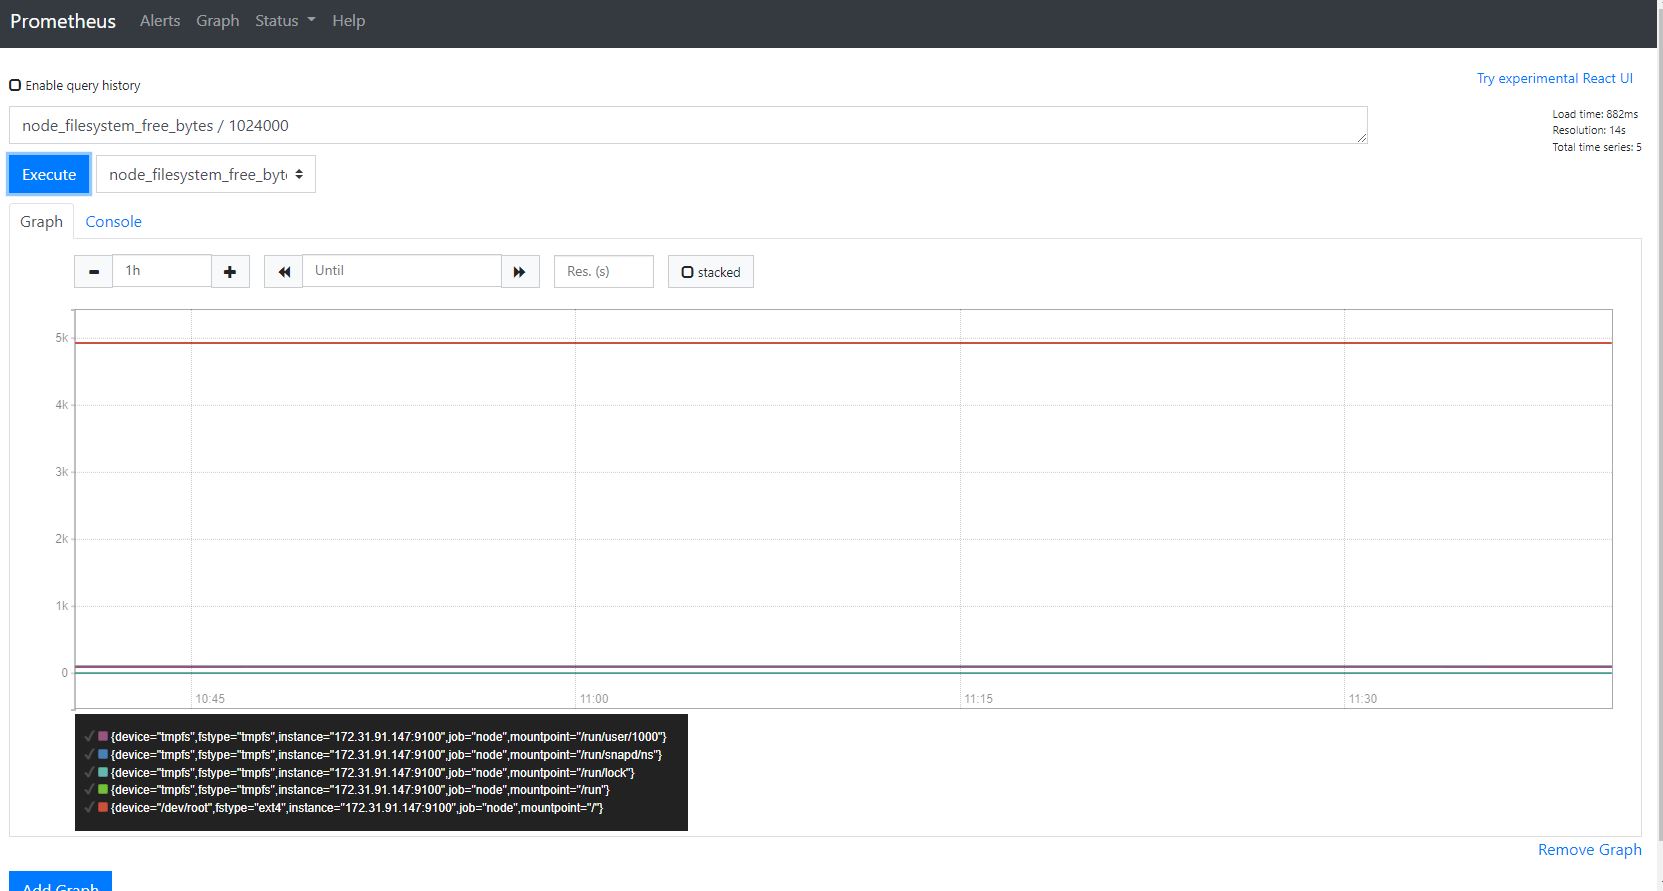 Prometheus Alerts Graph Status Help
Enable query history
Try experimental React UI
node_filesystem_free_bytes / 1024000
Load time: 882ms
Resolution: 14s
Total time series: 5
Execute node_filesystem_free_byt
Graph Console
1h Until Res. (s) stacked
5k
4k
3k
2k
1k
0
10:45 11:00 11:15 11:30
{device="tmpfs",fstype="tmpfs",instance="172.31.91.147:9100",job="node",mountpoint="/run/user/1000"}
{device="tmpfs",fstype="tmpfs",instance="172.31.91.147:9100",job="node",mountpoint="/run/snapd/ns"}
{device="tmpfs",fstype="tmpfs",instance="172.31.91.147:9100",job="node",mountpoint="/run/lock"}
{device="tmpfs",fstype="tmpfs",instance="172.31.91.147:9100",job="node",mountpoint="/run"}
{device="/dev/root",fstype="ext4",instance="172.31.91.147:9100",job="node",mountpoint="/"}
Remove Graph
Add Graph